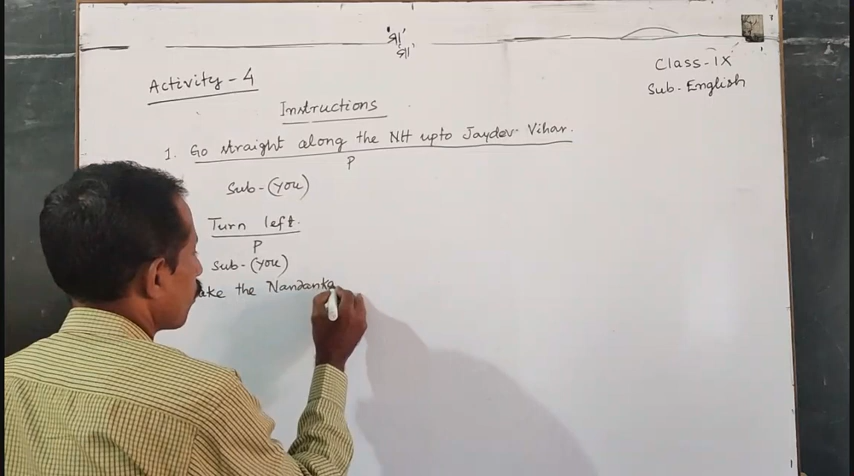 Activity - 4
Class - IX
Sub. English
Instructions
1. Go straight along the NH upto Jaydev Vihar.
P
Sub - (You)
Turn left.
P
Sub - (You)
the Nandanka